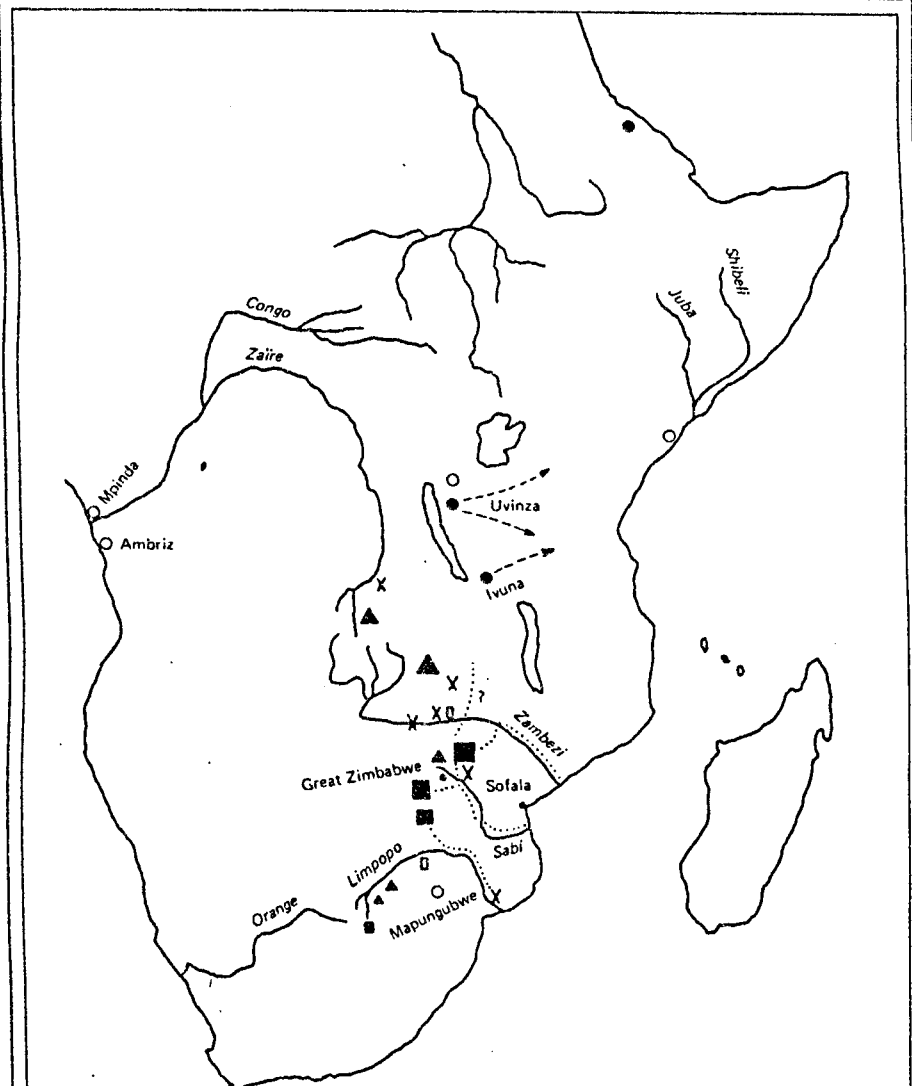 Shibeli
Juba
Congo
Zaïre
Mpinda
Uvinza
Ambriz
Ivuna
?
Zambezi
Great Zimbabwe
Sofala
Sabi
Limpopo
Orange
Mapungubwe